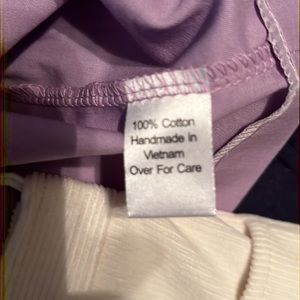 100% Cotton
Handmade in
Vietnam
Over For Care